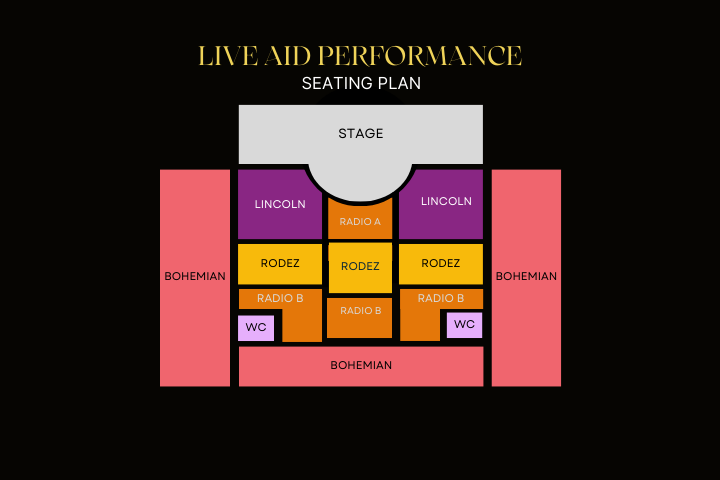 LIVE AID PERFORMANCE
SEATING PLAN
STAGE
LINCOLN
LINCOLN
RADIO A
RODEZ
RODEZ
RODEZ
BOHEMIAN
BOHEMIAN
RADIO B
RADIO B
RADIO B
WC
WC
BOHEMIAN